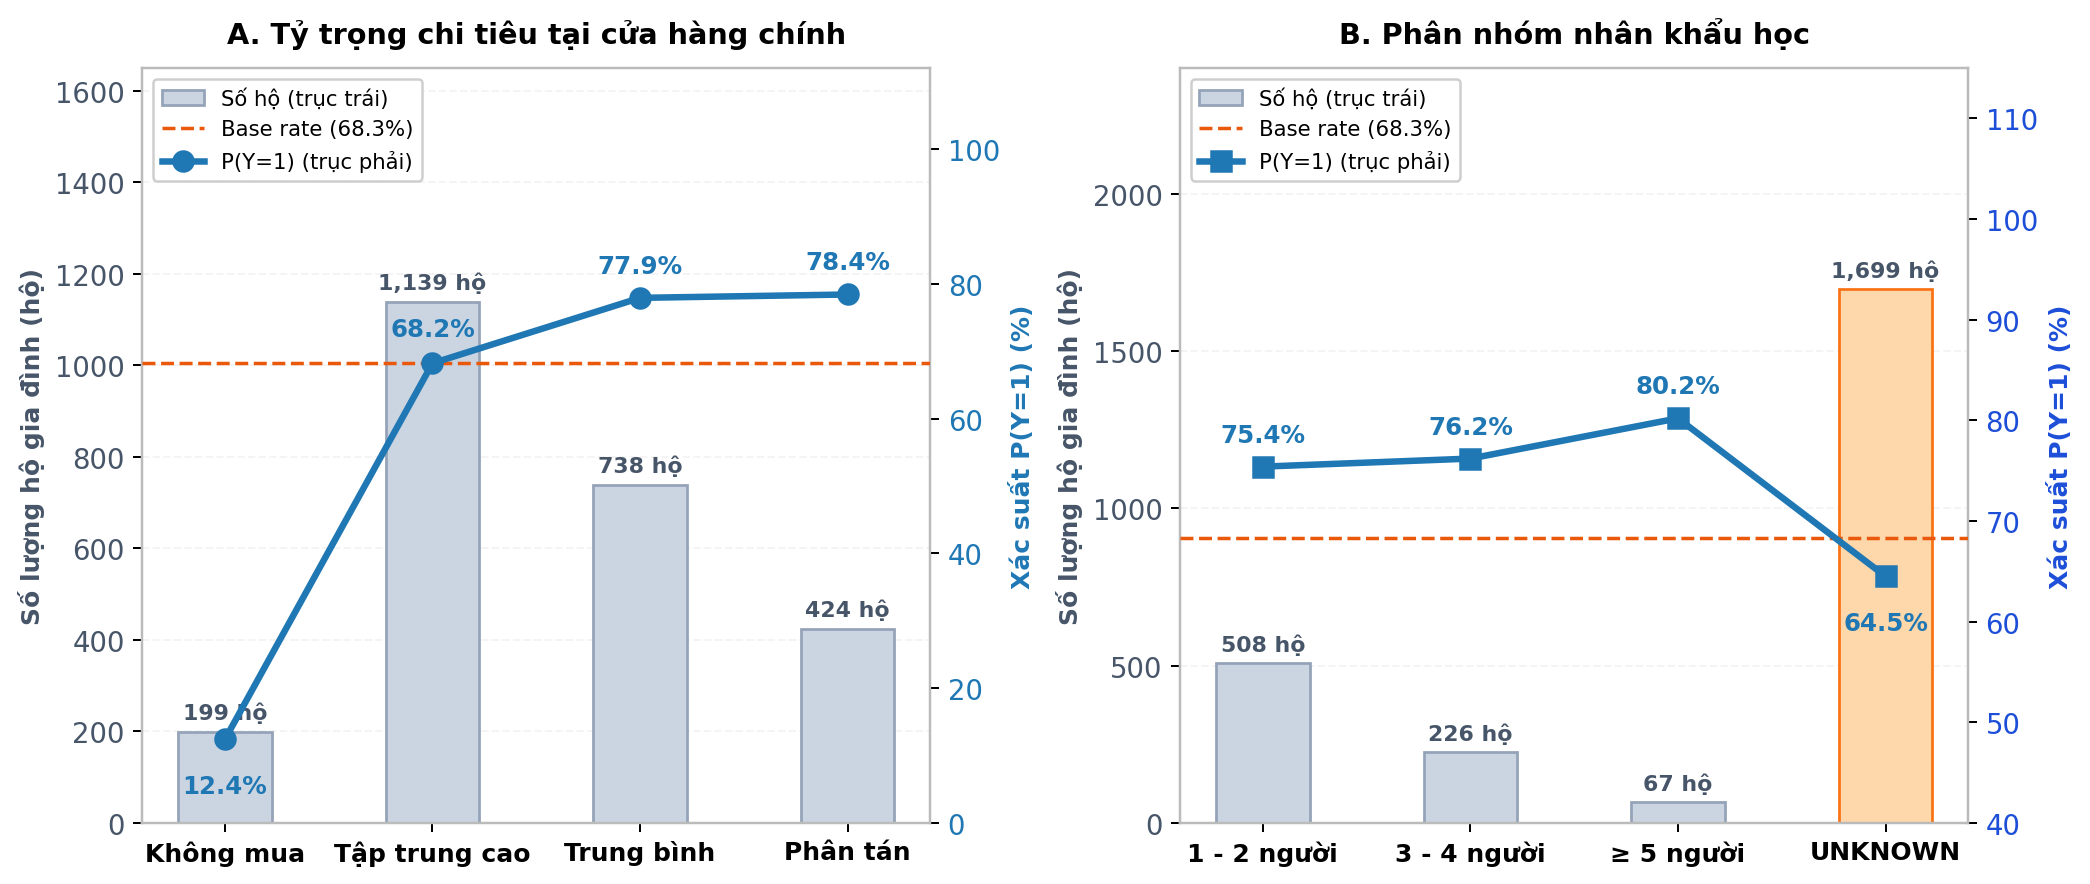 A. Tỷ trọng chi tiêu tại cửa hàng chính
Số hộ (trục trái)
Base rate (68.3%)
P(Y=1) (trục phải)
Số lượng hộ gia đình (hộ)
1600
1400
1200
1000
800
600
400
200
0
1,139 hộ
68.2%
77.9%
78.4%
738 hộ
424 hộ
199 hộ
12.4%
100
80
60
40
20
0
Xác suất P(Y=1) (%)
Không mua
Tập trung cao
Trung bình
Phân tán
B. Phân nhóm nhân khẩu học
Số hộ (trục trái)
Base rate (68.3%)
P(Y=1) (trục phải)
Số lượng hộ gia đình (hộ)
2000
1500
1000
500
0
1,699 hộ
75.4%
76.2%
80.2%
64.5%
508 hộ
226 hộ
67 hộ
110
100
90
80
70
60
50
40
Xác suất P(Y=1) (%)
1 - 2 người
3 - 4 người
≥ 5 người
UNKNOWN